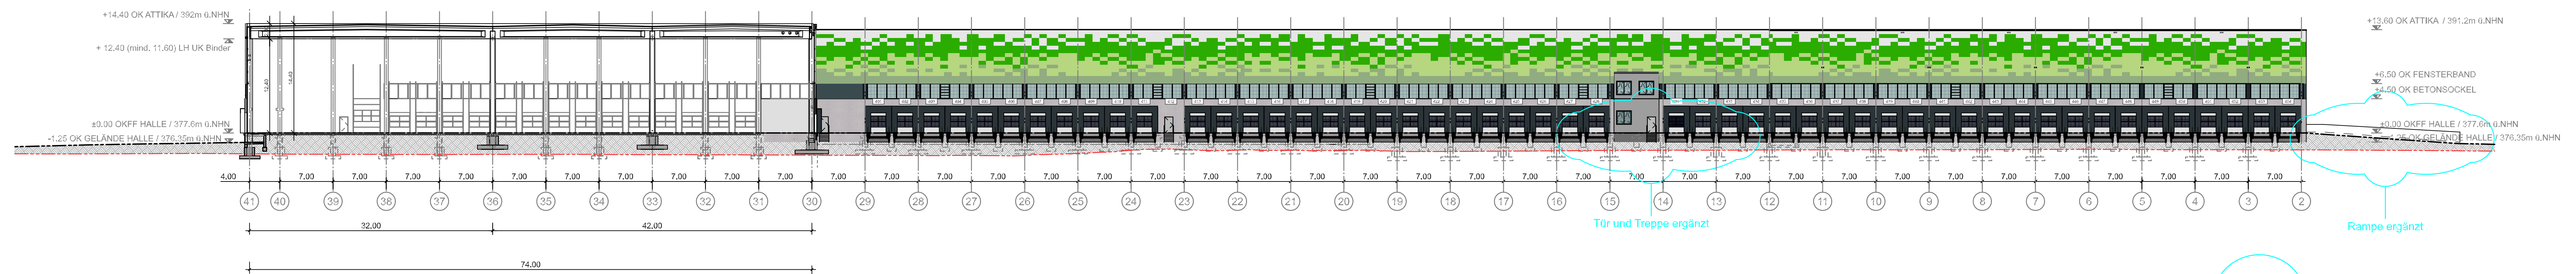 +14.40 OK ATTIKA / 392m ü.NHN
+ 12.40 (mind. 11.60) LH UK Binder
±0.00 OKFF HALLE / 377.6m ü.NHN
-1.25 OK GELÄNDE HALLE / 376,35m ü.NHN
12,40
14,40
+13.60 OK ATTIKA / 391.2m ü.NHN
+6.50 OK FENSTERBAND
+4.50 OK BETONSOCKEL
±0.00 OKFF HALLE / 377.6m ü.NHN
-1.25 OK GELÄNDE HALLE / 376,35m ü.NHN
4,00 7,00 7,00 7,00 7,00 7,00 7,00 7,00 7,00 7,00 7,00 7,00 7,00 7,00 7,00 7,00 7,00 7,00 7,00 7,00 7,00 7,00 7,00 7,00 7,00 7,00 7,00 7,00 7,00 7,00 7,00 7,00 7,00 7,00 7,00 7,00 7,00 7,00 7,00
41 40 39 38 37 36 35 34 33 32 31 30 29 28 27 26 25 24 23 22 21 20 19 18 17 16 15 14 13 12 11 10 9 8 7 6 5 4 3 2
32,00 42,00
Tür und Treppe ergänzt
Rampe ergänzt
74,00